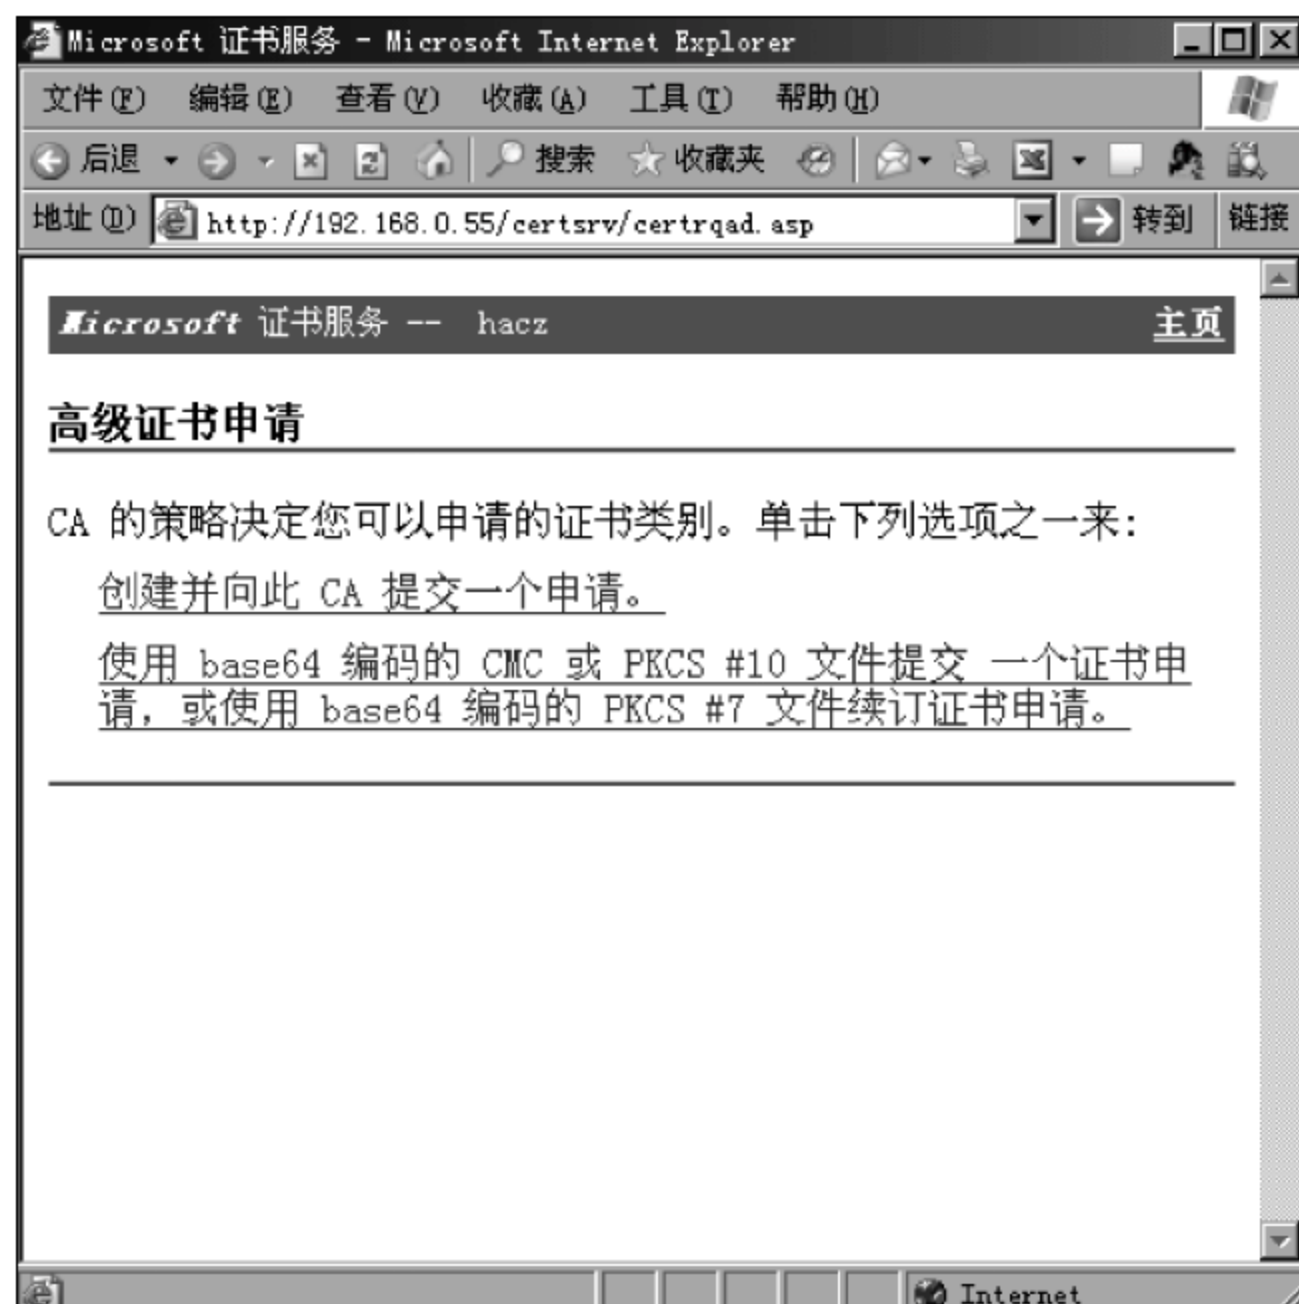 Microsoft 证书服务 - Microsoft Internet Explorer
文件(F) 编辑(E) 查看(V) 收藏(A) 工具(T) 帮助(H)
后退 搜索 收藏夹
地址(D) http://192.168.0.55/certsrv/certrqad.asp 转到 链接
Microsoft 证书服务 -- hacz 主页
高级证书申请
CA 的策略决定您可以申请的证书类别。单击下列选项之一来:
创建并向此 CA 提交一个申请。
使用 base64 编码的 CMC 或 PKCS #10 文件提交 一个证书申
请，或使用 base64 编码的 PKCS #7 文件续订证书申请。
Internet